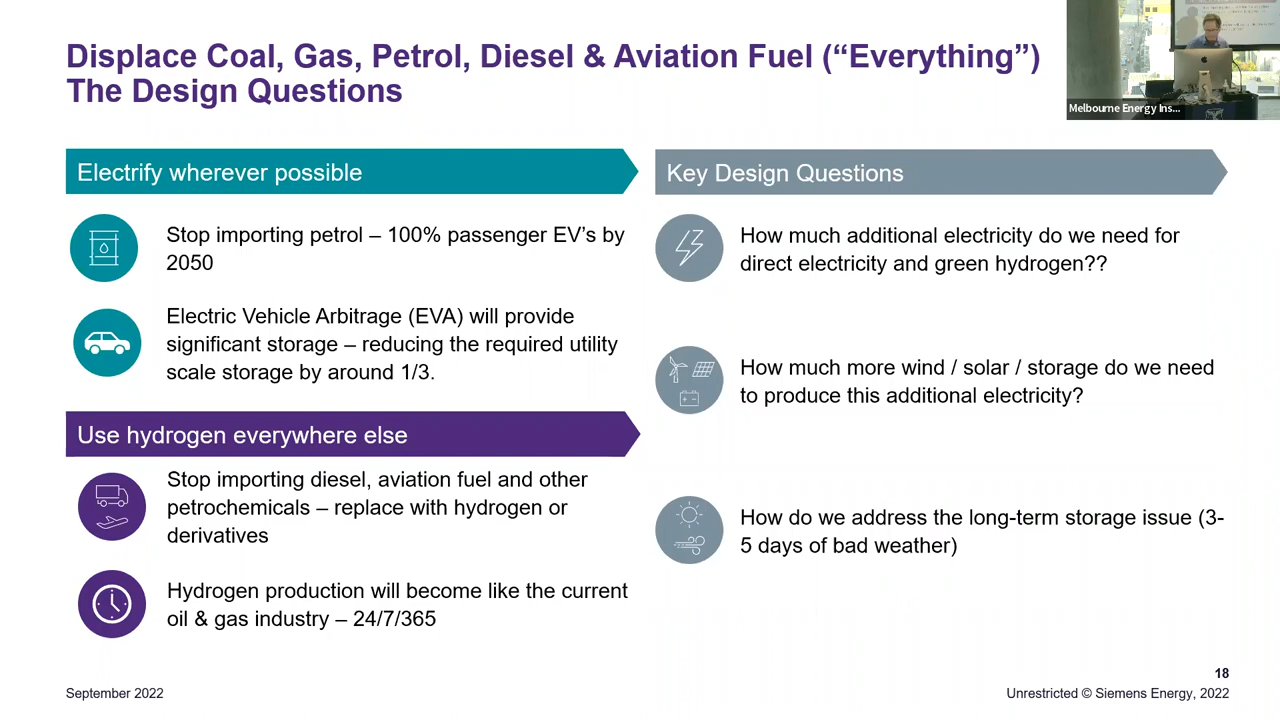 Displace Coal, Gas, Petrol, Diesel & Aviation Fuel (“Everything”)
The Design Questions
Melbourne Energy Ins...
Electrify wherever possible
Stop importing petrol – 100% passenger EV’s by
2050
Electric Vehicle Arbitrage (EVA) will provide
significant storage – reducing the required utility
scale storage by around 1/3.
Use hydrogen everywhere else
Stop importing diesel, aviation fuel and other
petrochemicals – replace with hydrogen or
derivatives
Hydrogen production will become like the current
oil & gas industry – 24/7/365
Key Design Questions
How much additional electricity do we need for
direct electricity and green hydrogen??
How much more wind / solar / storage do we need
to produce this additional electricity?
How do we address the long-term storage issue (3-
5 days of bad weather)
18
September 2022
Unrestricted © Siemens Energy, 2022